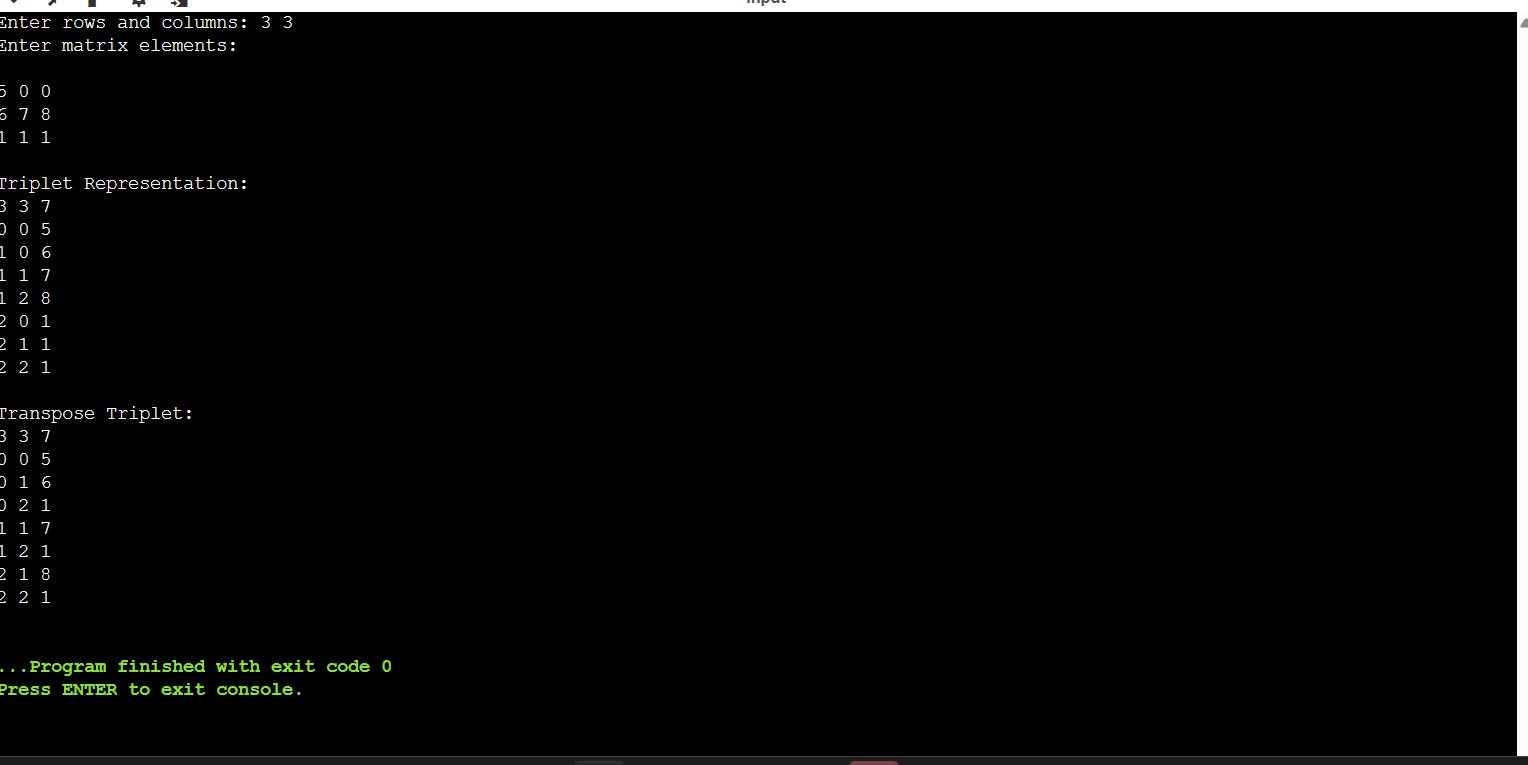 input
Enter rows and columns: 3 3
Enter matrix elements:
5 0 0
6 7 8
1 1 1
Triplet Representation:
3 3 7
0 0 5
1 0 6
1 1 7
1 2 8
2 0 1
2 1 1
2 2 1
Transpose Triplet:
3 3 7
0 0 5
0 1 6
0 2 1
1 1 7
1 2 1
2 1 8
2 2 1
...Program finished with exit code 0
Press ENTER to exit console.